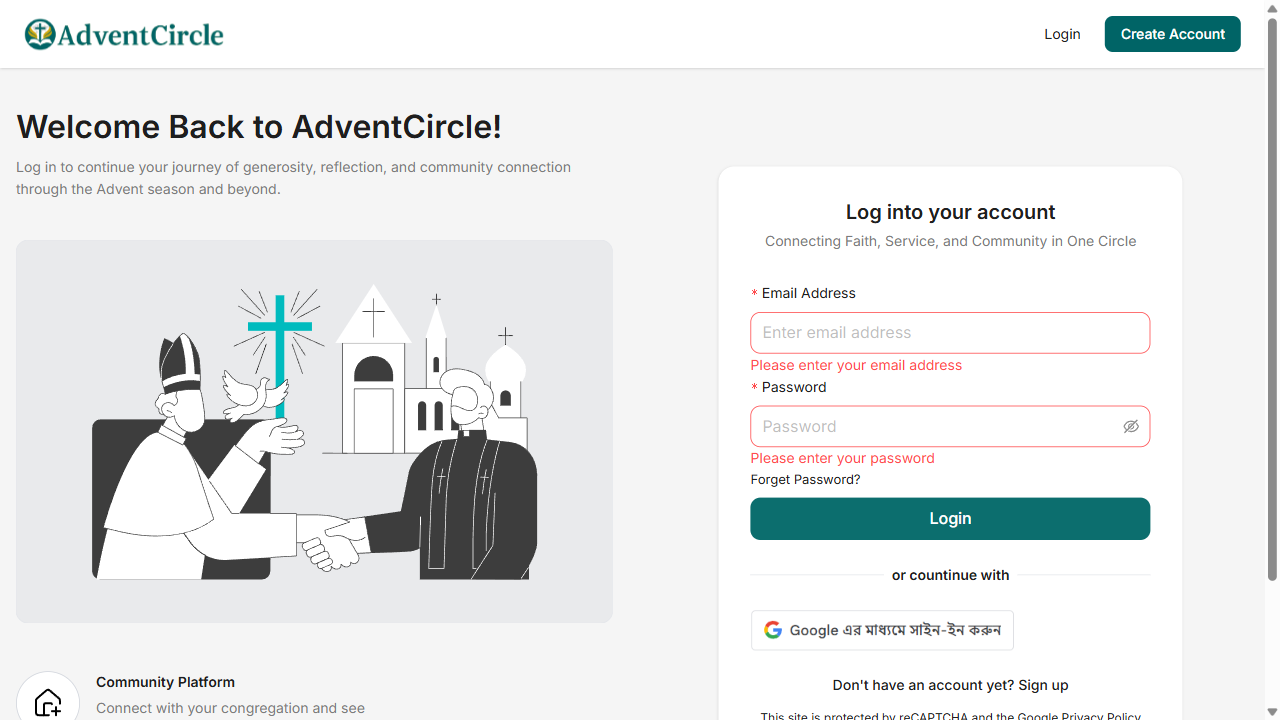 AdventCircle
Login
Create Account
Welcome Back to AdventCircle!
Log in to continue your journey of generosity, reflection, and community connection
through the Advent season and beyond.
Log into your account
Connecting Faith, Service, and Community in One Circle
* Email Address
Enter email address
Please enter your email address
* Password
Password
Please enter your password
Forget Password?
Login
or countinue with
Google এর মাধ্যমে সাইন-ইন করুন
Don't have an account yet? Sign up
This site is protected by reCAPTCHA and the Google Privacy Policy
Community Platform
Connect with your congregation and see